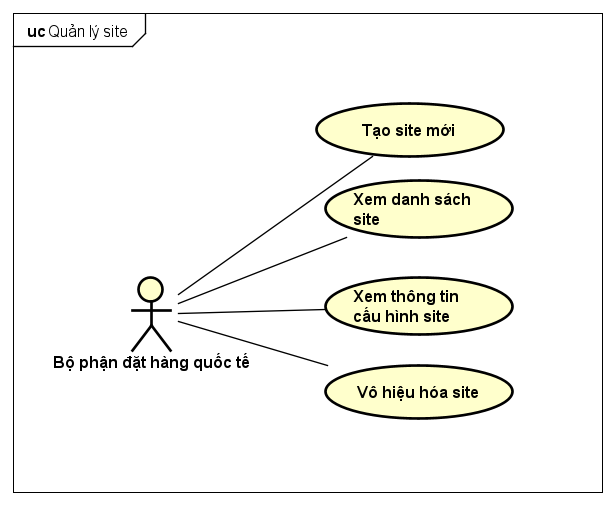 uc Quản lý site
Tạo site mới
Xem danh sách
site
Xem thông tin
cấu hình site
Bộ phận đặt hàng quốc tế
Vô hiệu hóa site